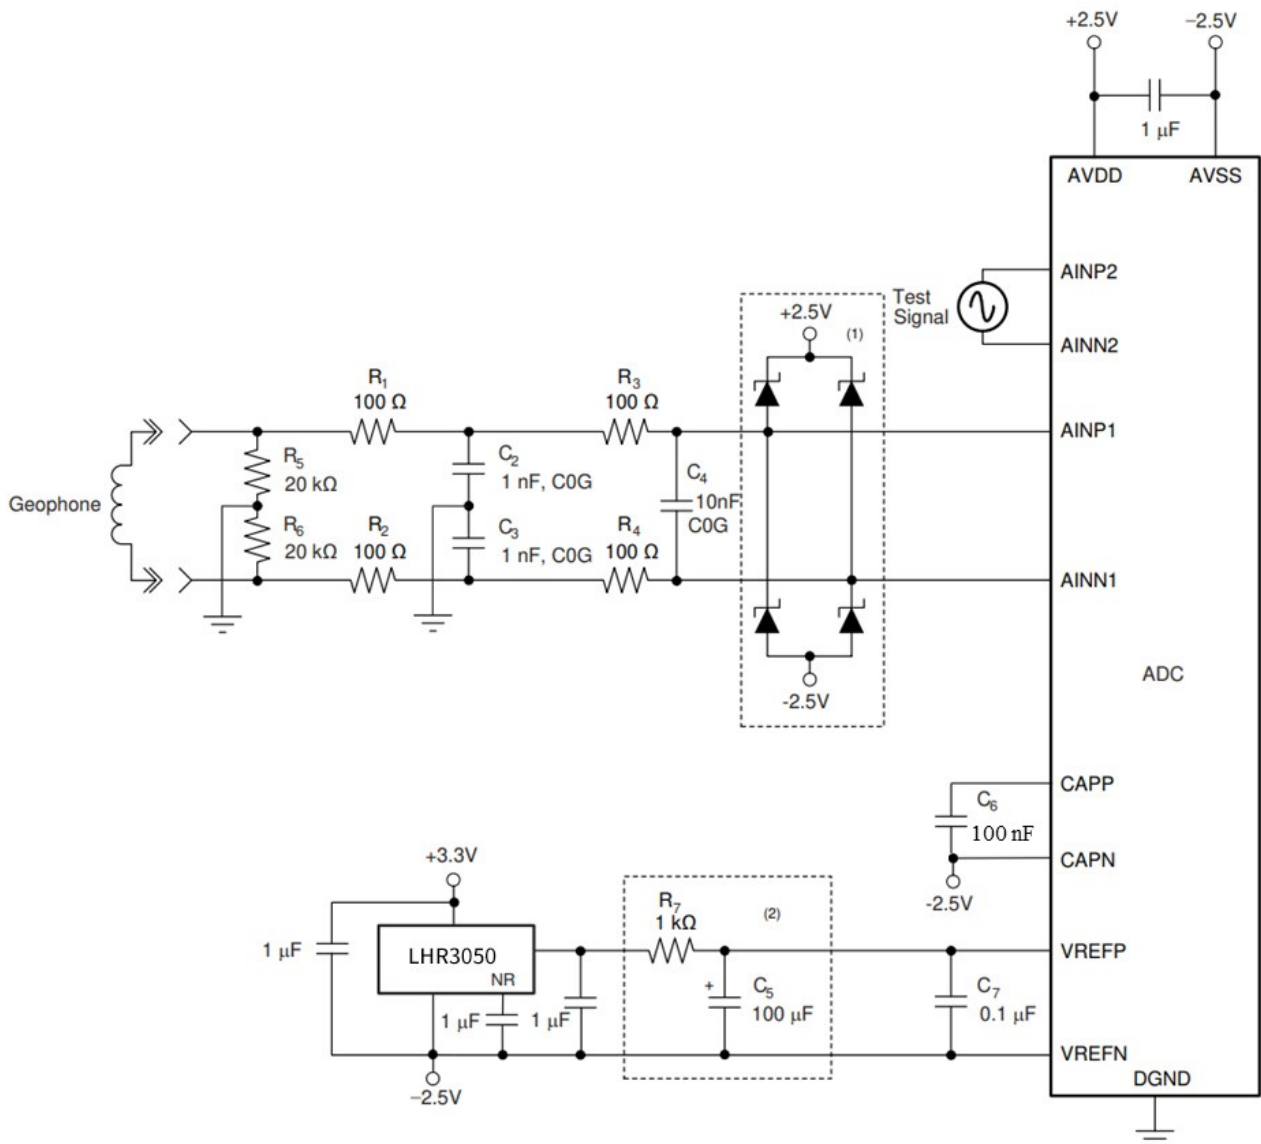 +2.5V
−2.5V
1 µF
AVDD
AVSS
AINP2
Test
Signal
AINN2
+2.5V
(1)
R1
100 Ω
R3
100 Ω
AINP1
R5
20 kΩ
C2
1 nF, C0G
C4
10nF
C0G
Geophone
R6
20 kΩ
R2
100 Ω
C3
1 nF, C0G
R4
100 Ω
AINN1
-2.5V
ADC
CAPP
C6
100 nF
CAPN
-2.5V
+3.3V
R7
1 kΩ
(2)
1 µF
LHR3050
NR
VREFP
1 µF
1 µF
+
C5
100 µF
C7
0.1 µF
VREFN
−2.5V
DGND